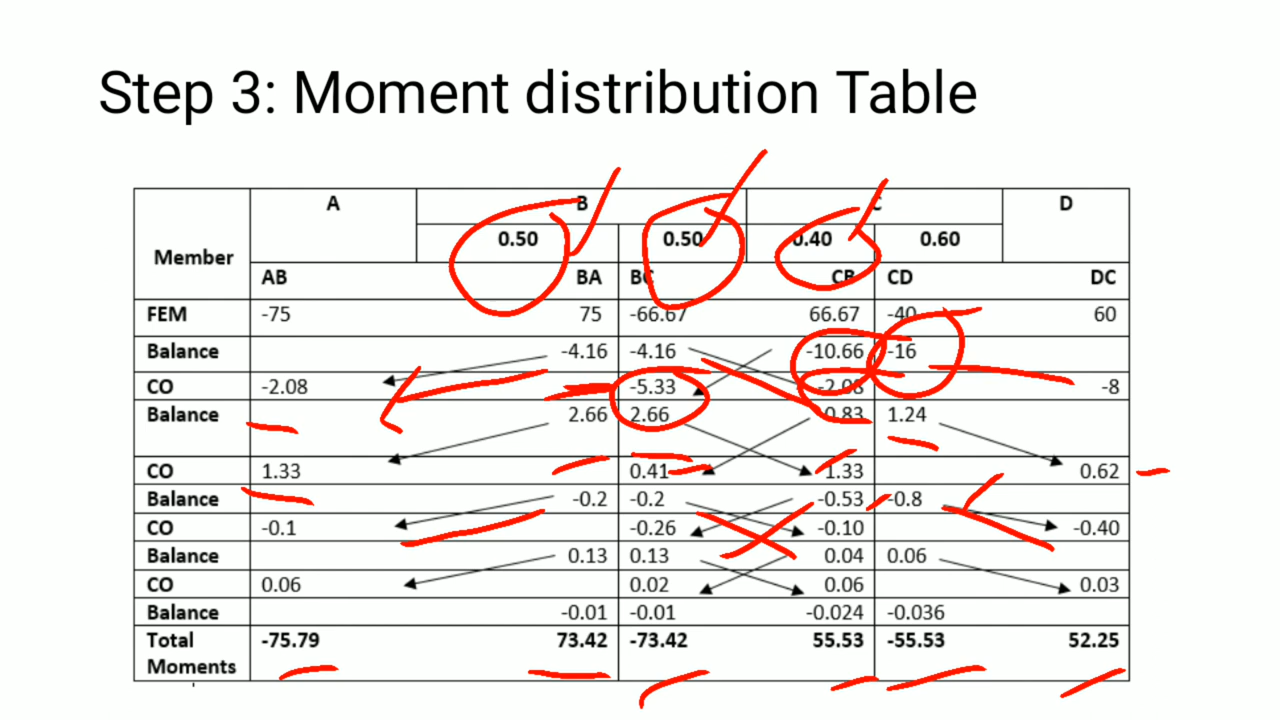 Step 3: Moment distribution Table
A B C D
Member 0.50 0.50 0.40 0.60
AB BA BC CB CD DC
FEM -75 75 -66.67 66.67 -40 60
Balance -4.16 -4.16 -10.66 -16
CO -2.08 -5.33 -2.08 -8
Balance 2.66 2.66 0.83 1.24
CO 1.33 0.41 1.33 0.62
Balance -0.2 -0.2 -0.53 -0.8
CO -0.1 -0.26 -0.10 -0.40
Balance 0.13 0.13 0.04 0.06
CO 0.06 0.02 0.06 0.03
Balance -0.01 -0.01 -0.024 -0.036
Total -75.79 73.42 -73.42 55.53 -55.53 52.25
Moments